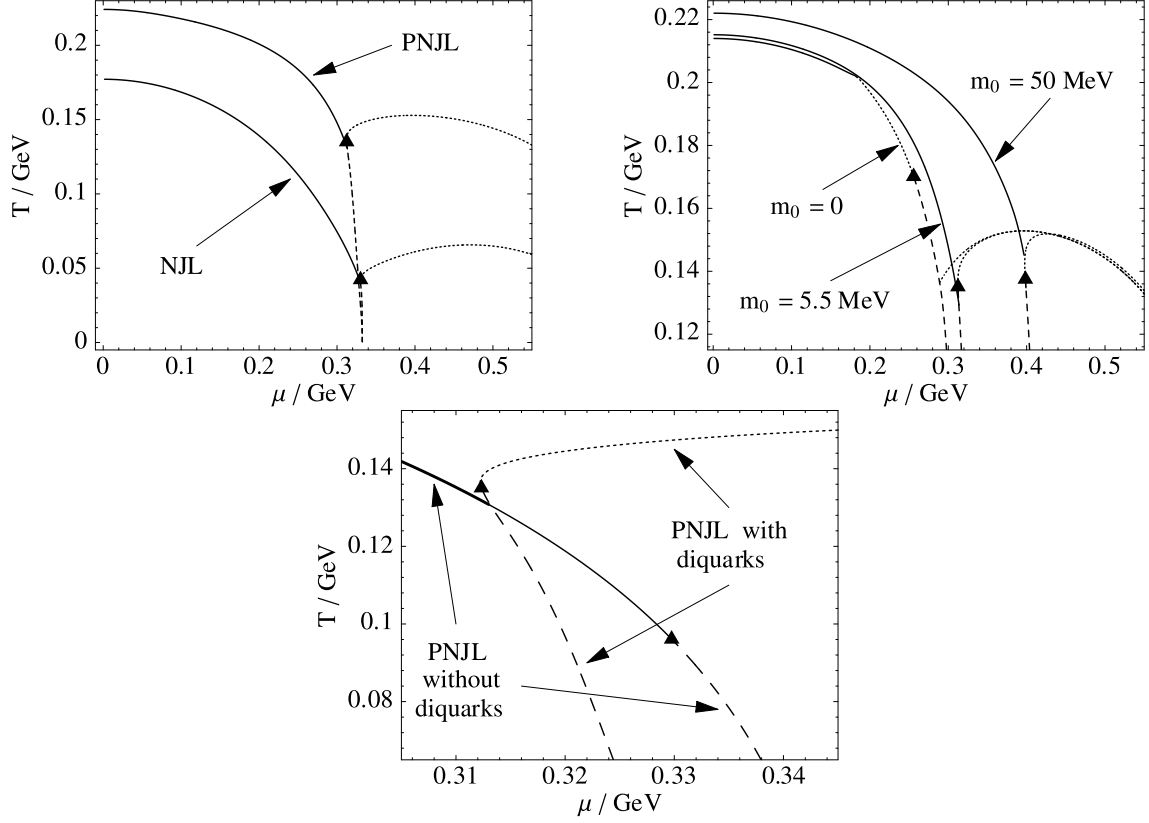 0.2
0.15
0.1
0.05
0
T / GeV
PNJL
NJL
0 0.1 0.2 0.3 0.4 0.5
μ / GeV
0.22
0.2
0.18
0.16
0.14
0.12
T / GeV
m0 = 50 MeV
m0 = 0
m0 = 5.5 MeV
0 0.1 0.2 0.3 0.4 0.5
μ / GeV
0.14
0.12
0.1
0.08
T / GeV
PNJL with
diquarks
PNJL
without
diquarks
0.31 0.32 0.33 0.34
μ / GeV